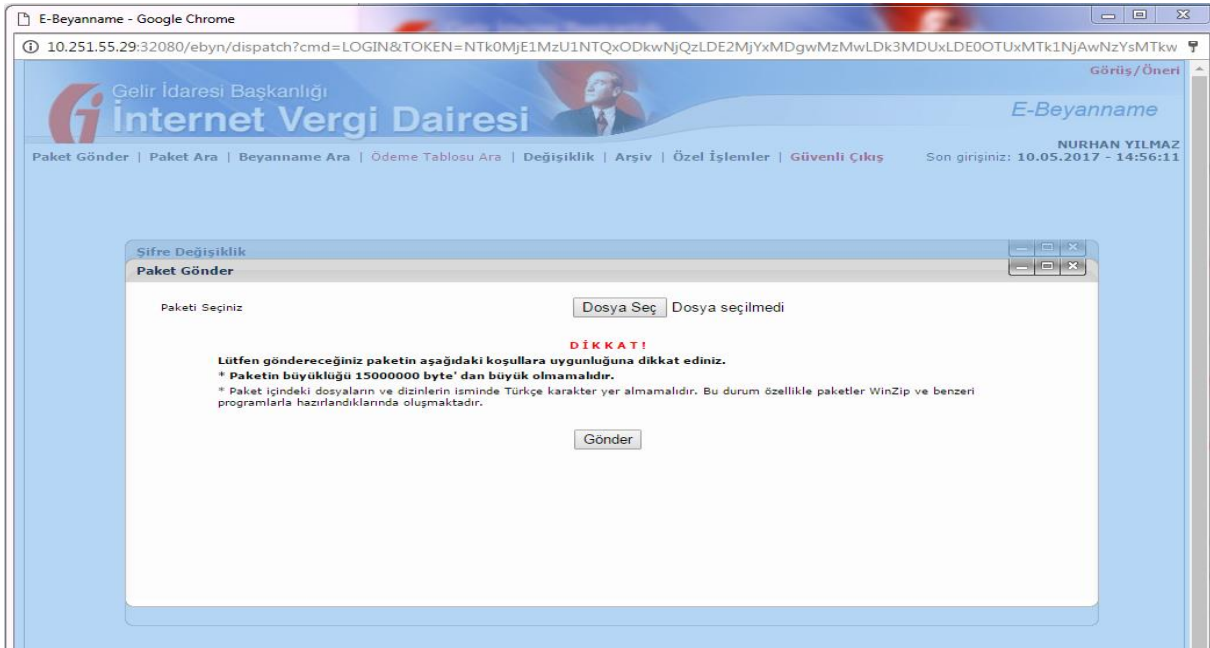 E-Beyanname - Google Chrome
10.251.55.29:32080/ebyn/dispatch?cmd=LOGIN&TOKEN=NTk0MjE1MzU1NTQxODkwNjQzLDE2MjYxMDgwMzMwLDk3MDUxLDE0OTUxMTk1NjAwNzYsMTkw
Görüş/Öneri
Gelir İdaresi Başkanlığı
İnternet Vergi Dairesi
E-Beyanname
NURHAN YILMAZ
Paket Gönder | Paket Ara | Beyanname Ara | Ödeme Tablosu Ara | Değişiklik | Arşiv | Özel İşlemler | Güvenli Çıkış Son girişiniz: 10.05.2017 - 14:56:11
Şifre Değişiklik
Paket Gönder
Paketi Seçiniz Dosya Seç Dosya seçilmedi
DİKKAT!
Lütfen göndereceğiniz paketin aşağıdaki koşullara uygunluğuna dikkat ediniz.
* Paketin büyüklüğü 15000000 byte' dan büyük olmamalıdır.
* Paket içindeki dosyaların ve dizinlerin isminde Türkçe karakter yer almamalıdır. Bu durum özellikle paketler WinZip ve benzeri
programlarla hazırlandıklarında oluşmaktadır.
Gönder